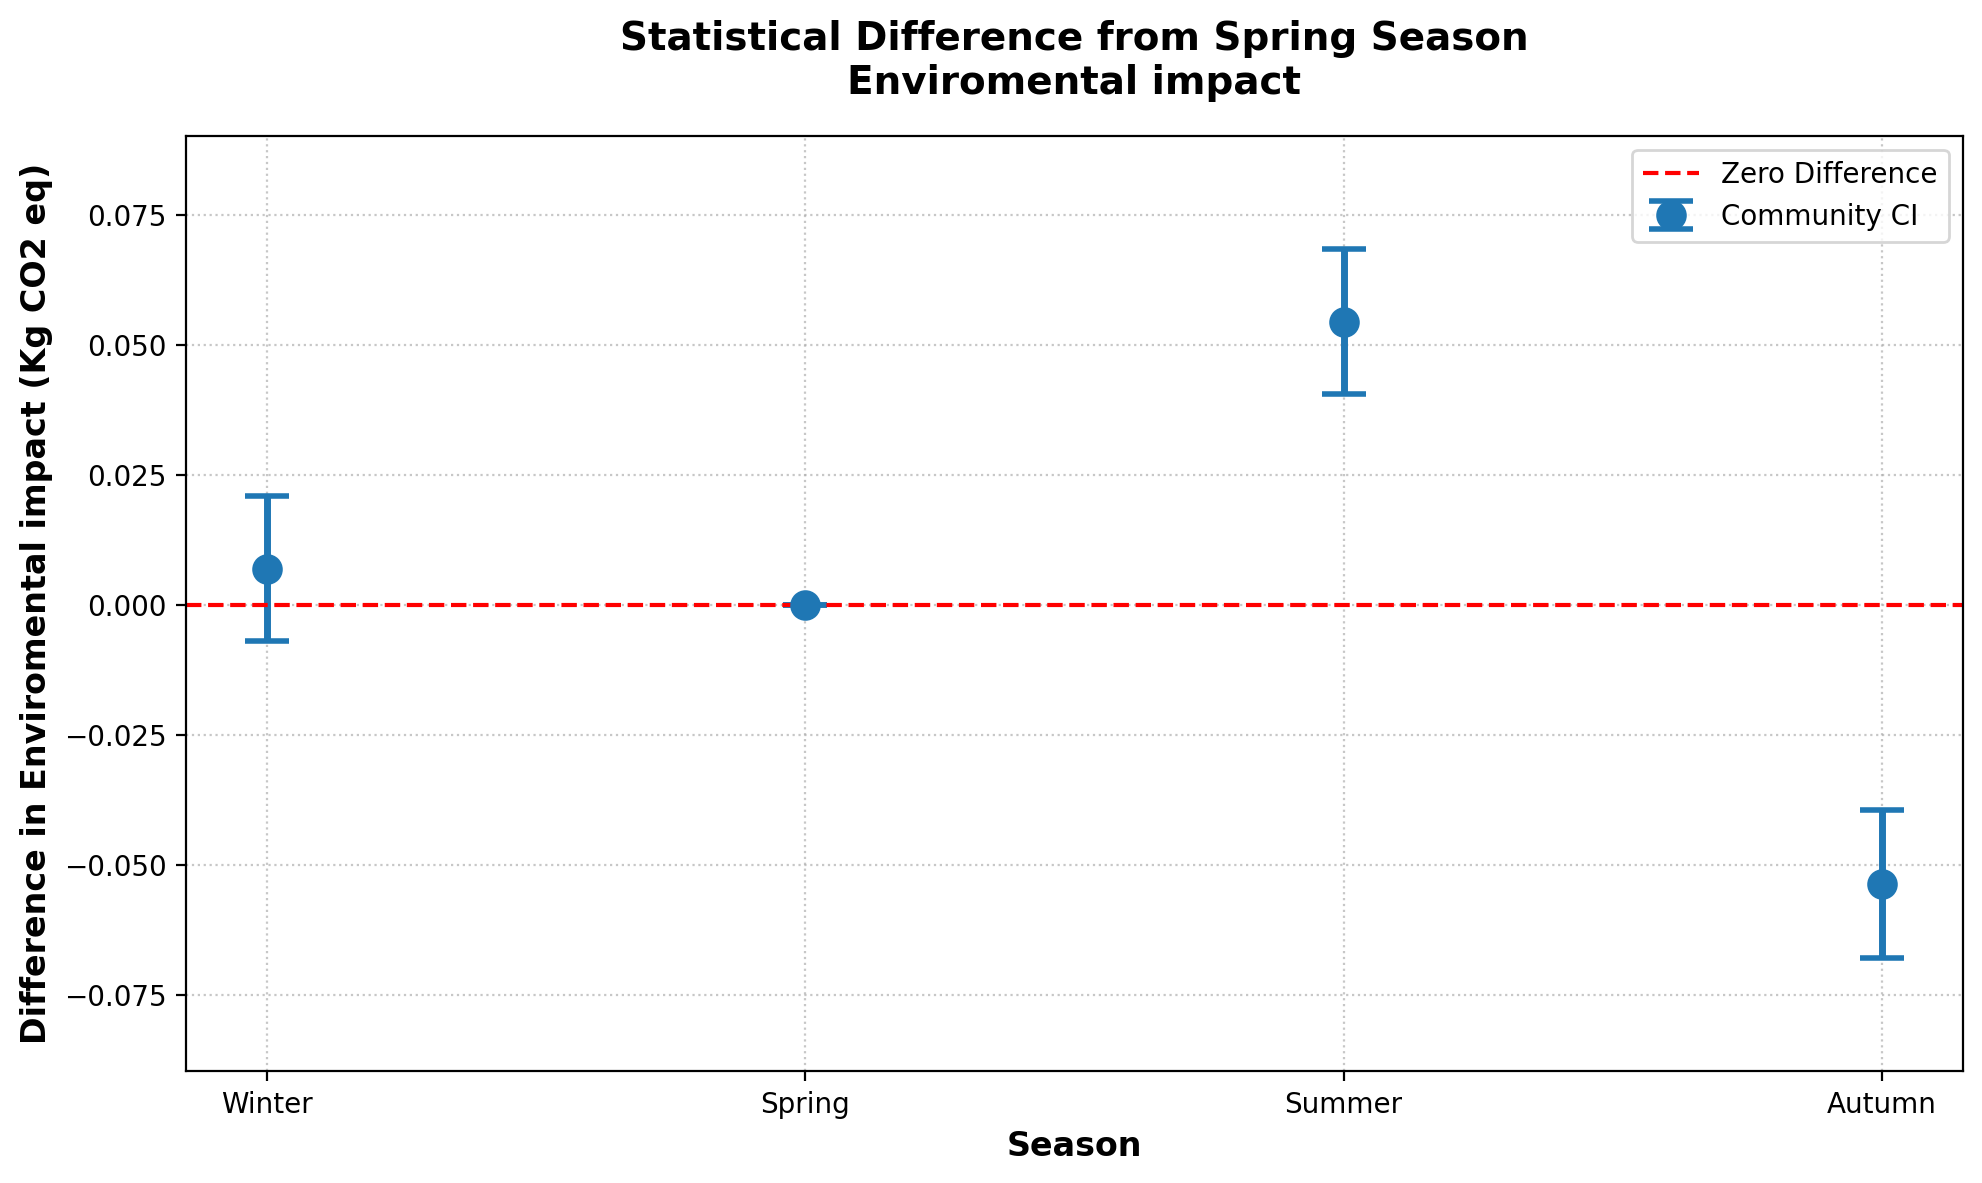 Statistical Difference from Spring Season
Enviromental impact
Difference in Enviromental impact (Kg CO2 eq)
0.075
0.050
0.025
0.000
−0.025
−0.050
−0.075
Zero Difference
Community CI
Winter
Spring
Summer
Autumn
Season